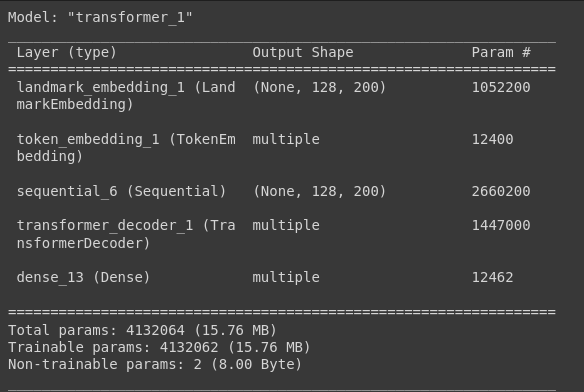 Model: "transformer_1"
Layer (type) Output Shape Param #
landmark_embedding_1 (Land (None, 128, 200) 1052200
markEmbedding)
token_embedding_1 (TokenEm multiple 12400
bedding)
sequential_6 (Sequential) (None, 128, 200) 2660200
transformer_decoder_1 (Tra multiple 1447000
nsformerDecoder)
dense_13 (Dense) multiple 12462
Total params: 4132064 (15.76 MB)
Trainable params: 4132062 (15.76 MB)
Non-trainable params: 2 (8.00 Byte)